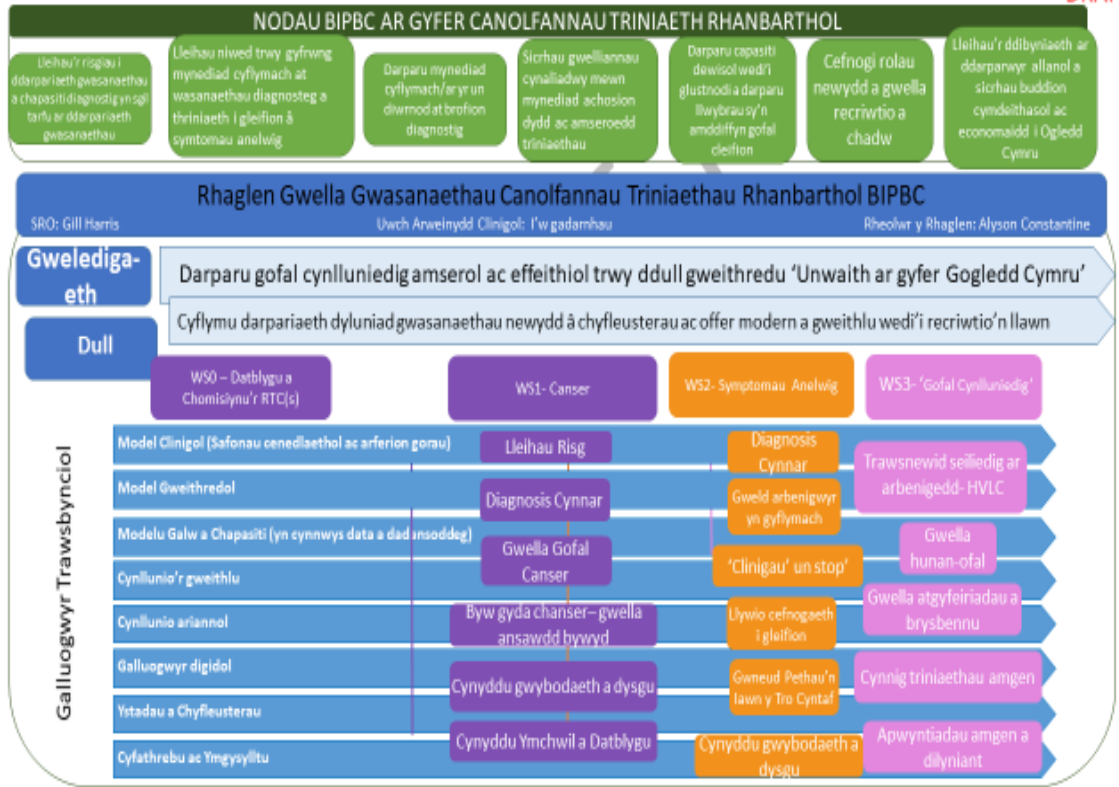 NODAU BIPBC AR GYFER CANOLFANNAU TRINIAETH RHANBARTHOL
Lleihau'r risgiau i
ddarpariaeth gwasanaethau
a chapasiti diagnostig yn sgil
tarfu ar ddarpariaeth
gwasanaethau
Lleihau niwed trwy gyfrwng
mynediad cyflymach at
wasanaethau diagnosteg a
thriniaeth i gleifion â
symtomau anelwig
Darparu mynediad
cyflymach/ar yr un
diwrnod at brofion
diagnostig
Sicrhau gwelliannau
cynaliadwy mewn
mynediad achosion
dydd ac amseroedd
triniaethau
Darparu capasiti
dewisol wedi'i
glustnodi a darparu
llwybrau sy'n
amddiffyn gofal
cleifion
Cefnogi rolau
newydd a gwella
recriwtio a
chadw
Lleihau'r ddibyniaeth ar
ddarparwyr allanol a
sicrhau buddion
cymdeithasol ac
economaidd i Ogledd
Cymru
Rhaglen Gwella Gwasanaethau Canolfannau Triniaethau Rhanbarthol BIPBC
SRO: Gill Harris
Uwch Arweinydd Clinigol: I'w gadarnhau
Rheolwr y Rhaglen: Alyson Constantine
Gwelediga-
eth
Darparu gofal cynlluniedig amserol ac effeithiol trwy ddull gweithredu 'Unwaith ar gyfer Gogledd Cymru'
Dull
Cyflymu darpariaeth dyluniad gwasanaethau newydd â chyfleusterau ac offer modern a gweithlu wedi'i recriwtio'n llawn
WS0 – Datblygu a
Chomisiynu'r RTC(s)
WS1- Canser
WS2- Symptomau Anelwig
WS3- 'Gofal Cynlluniedig'
Galluogwyr Trawsbynciol
Model Clinigol (Safonau cenedlaethol ac arferion gorau)
Model Gweithredol
Modelu Galw a Chapasiti (yn cynnwys data a dadansoddeg)
Cynllunio'r gweithlu
Cynllunio ariannol
Galluogwyr digidol
Ystadau a Chyfleusterau
Cyfathrebu ac Ymgysylltu
Lleihau Risg
Diagnosis Cynnar
Gwella Gofal
Canser
Byw gyda chanser– gwella
ansawdd bywyd
Cynyddu gwybodaeth a dysgu
Cynyddu Ymchwil a Datblygu
Diagnosis
Cynnar
Gweld arbenigwyr
yn gyflymach
'Clinigau' un stop'
Llywio cefnogaeth
i gleifion
Gwneud Pethau'n
Iawn y Tro Cyntaf
Cynyddu gwybodaeth a
dysgu
Trawsnewid seiliedig ar
arbenigedd- HVLC
Gwella
hunan-ofal
Gwella atgyfeiriadau a
brysbennu
Cynnig triniaethau amgen
Apwyntiadau amgen a
dilyniant